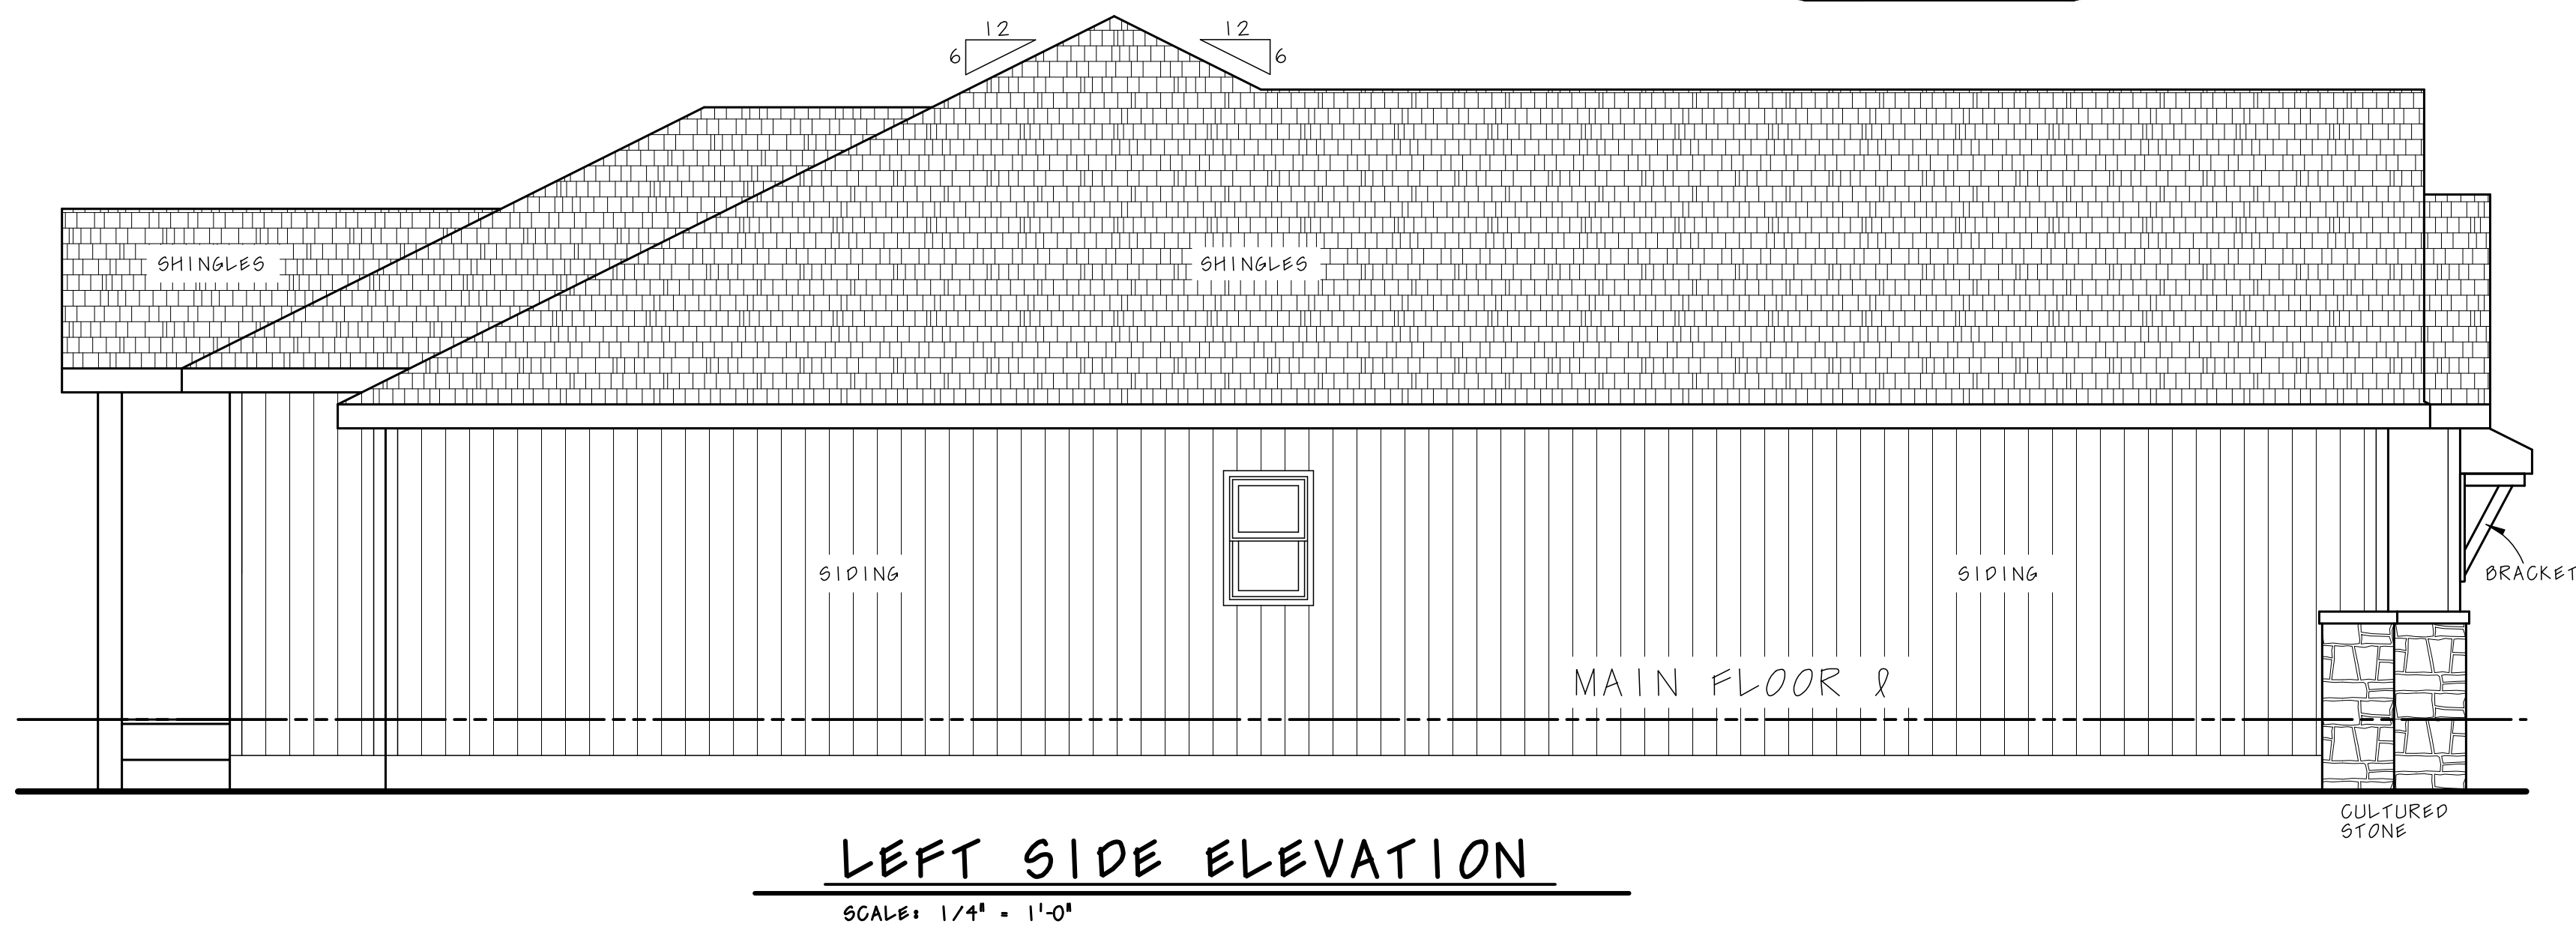 12
12
6
6
SHINGLES
SHINGLES
SIDING
SIDING
BRACKET
MAIN FLOOR
CULTURED
STONE
LEFT SIDE ELEVATION
SCALE: 1/4" = 1'-0"